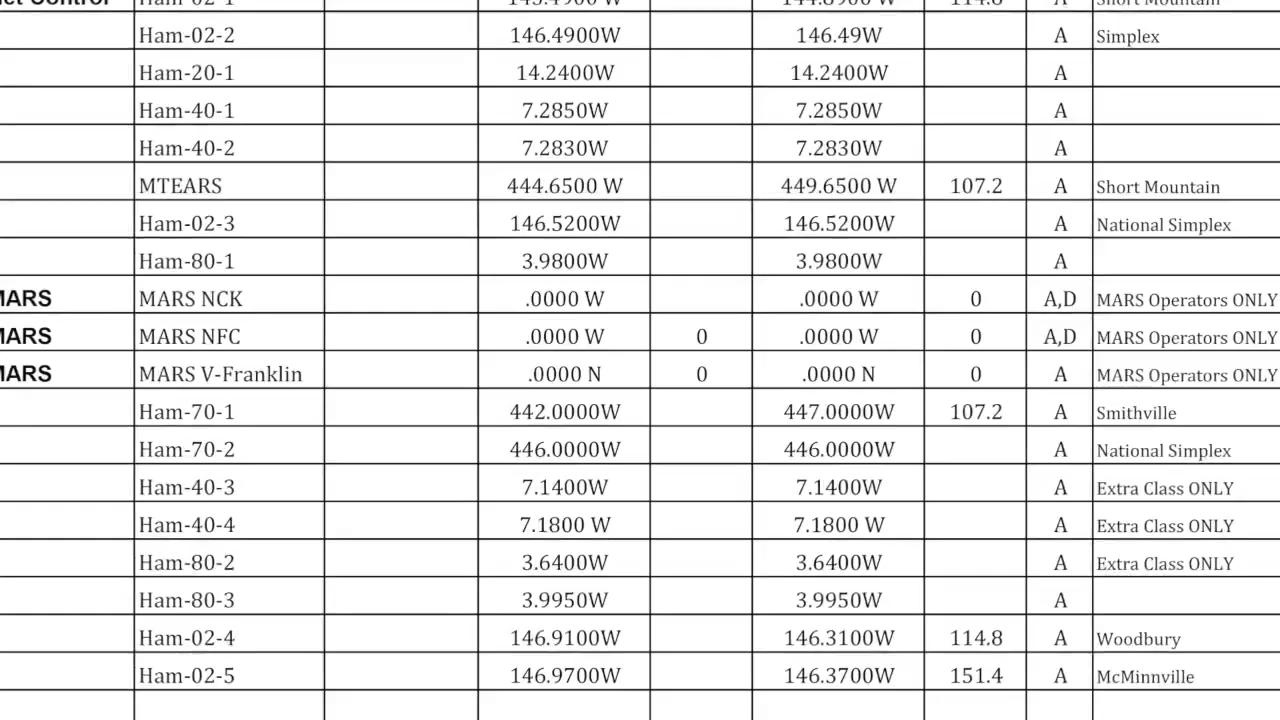 Ham-02-2 146.4900W 146.49W A Simplex
Ham-20-1 14.2400W 14.2400W A
Ham-40-1 7.2850W 7.2850W A
Ham-40-2 7.2830W 7.2830W A
MTEARS 444.6500 W 449.6500 W 107.2 A Short Mountain
Ham-02-3 146.5200W 146.5200W A National Simplex
Ham-80-1 3.9800W 3.9800W A
MARS MARS NCK .0000 W .0000 W 0 A,D MARS Operators ONLY
MARS MARS NFC .0000 W 0 .0000 W 0 A,D MARS Operators ONLY
MARS MARS V-Franklin .0000 N 0 .0000 N 0 A MARS Operators ONLY
Ham-70-1 442.0000W 447.0000W 107.2 A Smithville
Ham-70-2 446.0000W 446.0000W A National Simplex
Ham-40-3 7.1400W 7.1400W A Extra Class ONLY
Ham-40-4 7.1800 W 7.1800 W A Extra Class ONLY
Ham-80-2 3.6400W 3.6400W A Extra Class ONLY
Ham-80-3 3.9950W 3.9950W A
Ham-02-4 146.9100W 146.3100W 114.8 A Woodbury
Ham-02-5 146.9700W 146.3700W 151.4 A McMinnville